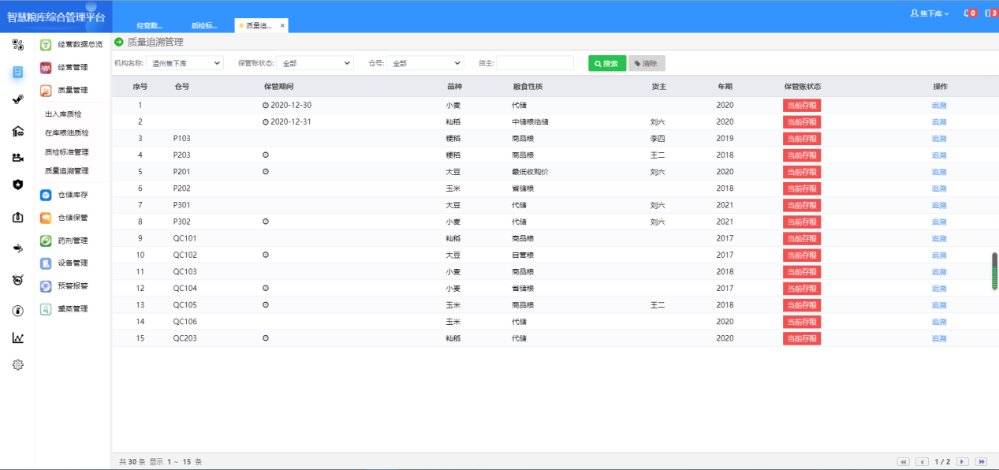 智慧粮库综合管理平台
经营数... 质检标... 质量追... × 焦下库 0 3
质量追溯管理
机构名称: 温州焦下库 保管账状态: 全部 仓号: 全部 货主: 搜索 清除
经营数据总览
经营管理
质量管理
出入库质检
在库粮油质检
质检标准管理
质量追溯管理
仓储库存
仓储保管
药剂管理
设备管理
预警报警
熏蒸管理
序号 仓号 保管期间 品种 粮食性质 货主 年期 保管账状态 操作
1 2020-12-30 小麦 代储 2020 当前存粮 追溯
2 2020-12-31 籼稻 中储粮临储 刘六 2020 当前存粮 追溯
3 P103 粳稻 商品粮 李四 2019 当前存粮 追溯
4 P203 粳稻 商品粮 王二 2018 当前存粮 追溯
5 P201 大豆 最低收购价 刘六 2020 当前存粮 追溯
6 P202 玉米 省储粮 2018 当前存粮 追溯
7 P301 大豆 代储 刘六 2021 当前存粮 追溯
8 P302 小麦 代储 刘六 2021 当前存粮 追溯
9 QC101 籼稻 商品粮 2017 当前存粮 追溯
10 QC102 大豆 自营粮 2017 当前存粮 追溯
11 QC103 小麦 商品粮 2018 当前存粮 追溯
12 QC104 小麦 省储粮 2017 当前存粮 追溯
13 QC105 玉米 商品粮 王二 2018 当前存粮 追溯
14 QC106 玉米 代储 2020 当前存粮 追溯
15 QC203 籼稻 代储 2020 当前存粮 追溯
共 30 条 显示 1 ~ 15 条 1 / 2